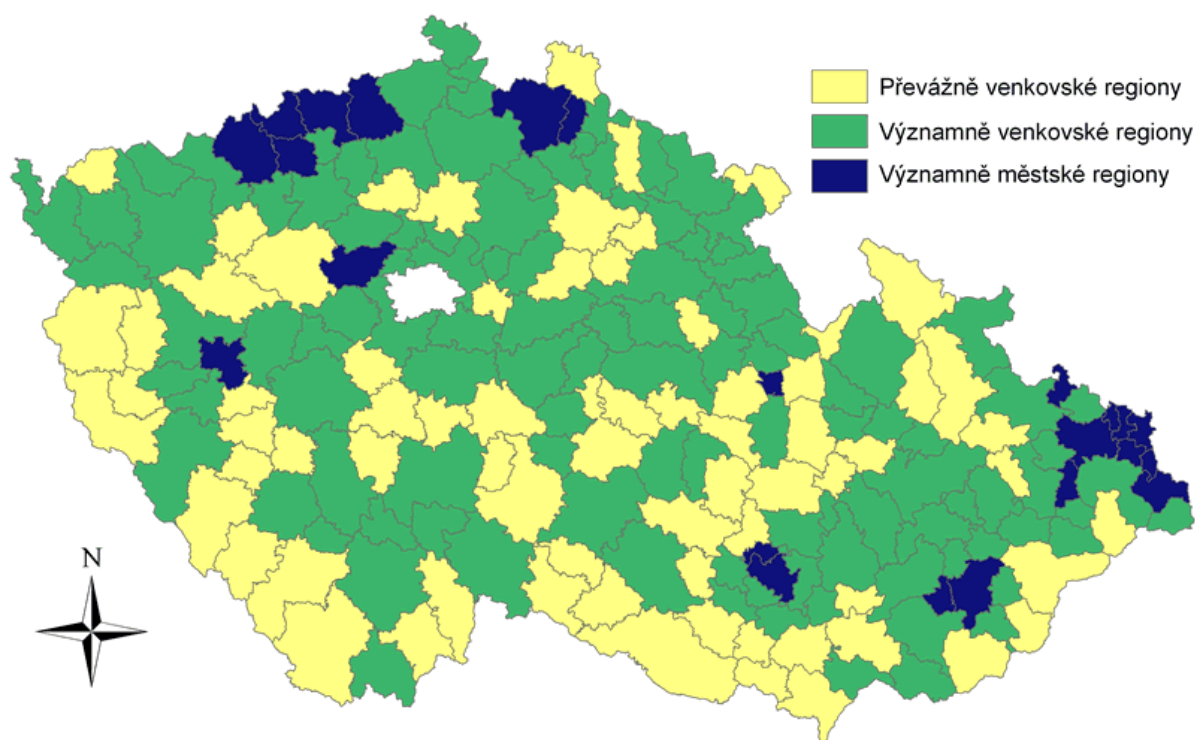 Převážně venkovské regiony
Významně venkovské regiony
Významně městské regiony
N